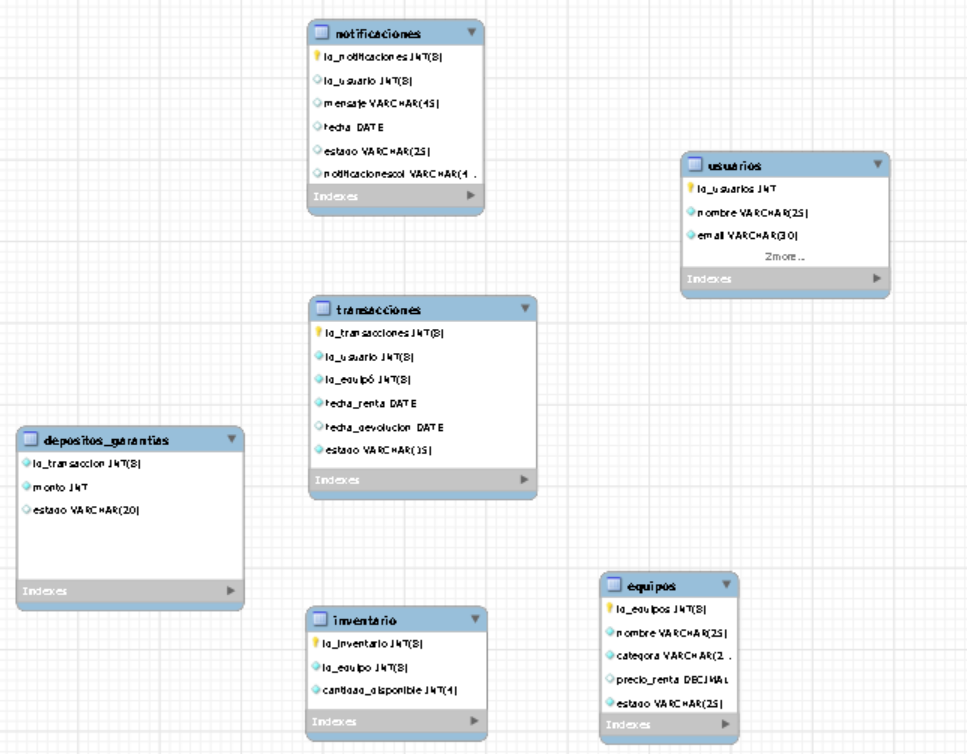 notificaciones
id_notificaciones INT(8)
id_usuario INT(8)
mensaje VARCHAR(45)
fecha DATE
estado VARCHAR(25)
notificacionescol VARCHAR(4...
Indexes
usuarios
id_usuarios INT
nombre VARCHAR(25)
email VARCHAR(30)
2 more...
Indexes
transacciones
id_transacciones INT(8)
id_usuario INT(8)
id_equipó INT(8)
fecha_renta DATE
fecha_devolucion DATE
estado VARCHAR(35)
Indexes
depositos_garantias
id_transaccion INT(8)
monto INT
estado VARCHAR(20)
Indexes
inventario
id_inventario INT(8)
id_equipo INT(8)
cantidad_disponible INT(4)
Indexes
equipos
id_equipos INT(8)
nombre VARCHAR(25)
categora VARCHAR(2...
precio_renta DECIMAL
estado VARCHAR(25)
Indexes